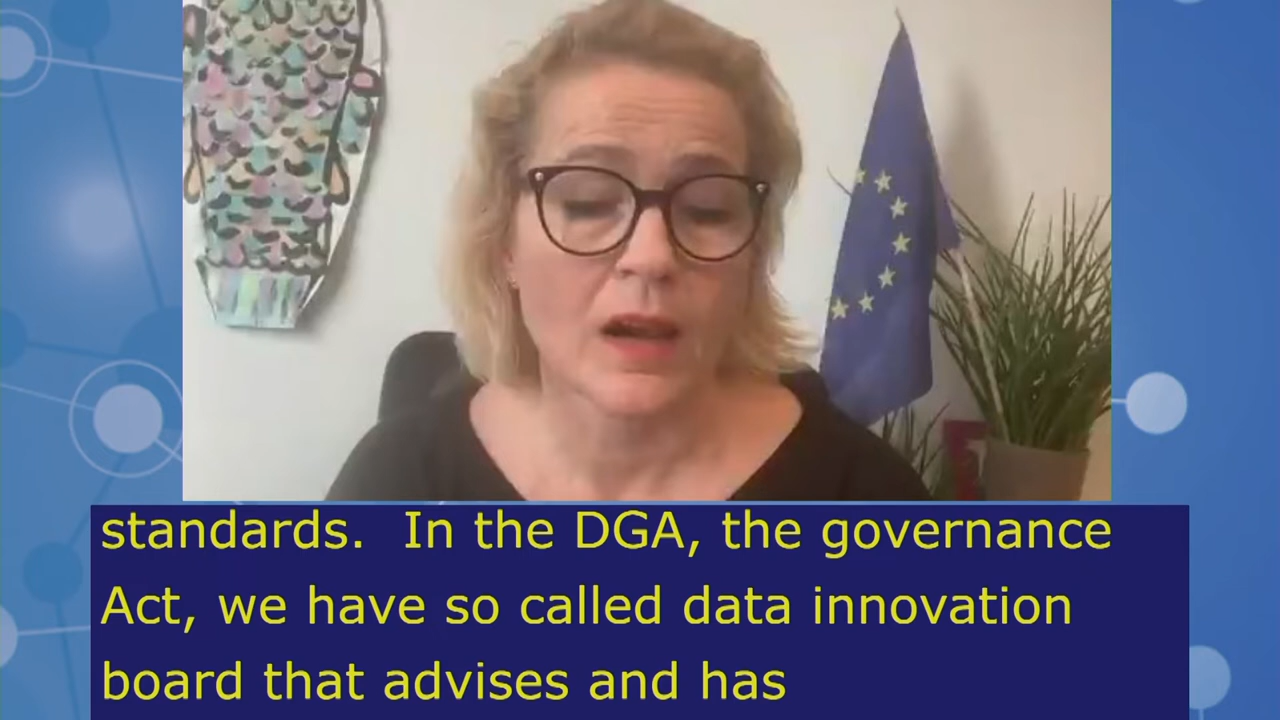 standards.  In the DGA, the governance
Act, we have so called data innovation
board that advises and has